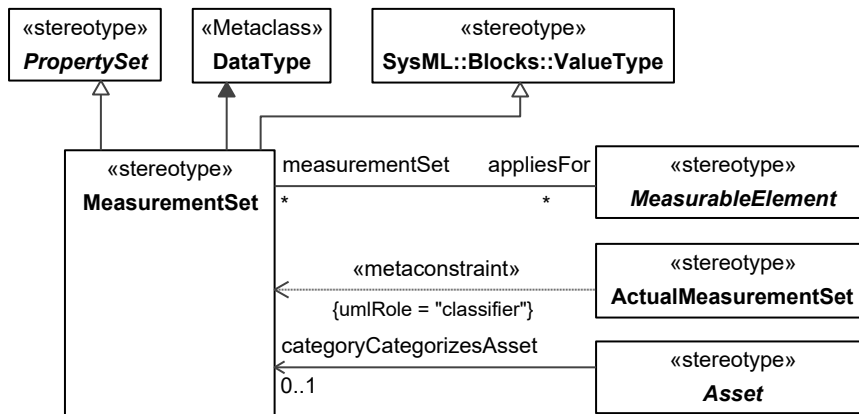 «stereotype»
PropertySet
«Metaclass»
DataType
«stereotype»
SysML::Blocks::ValueType
«stereotype»
MeasurementSet
measurementSet
appliesFor
*
*
«stereotype»
MeasurableElement
«metaconstraint»
{umlRole = "classifier"}
«stereotype»
ActualMeasurementSet
categoryCategorizesAsset
0..1
«stereotype»
Asset